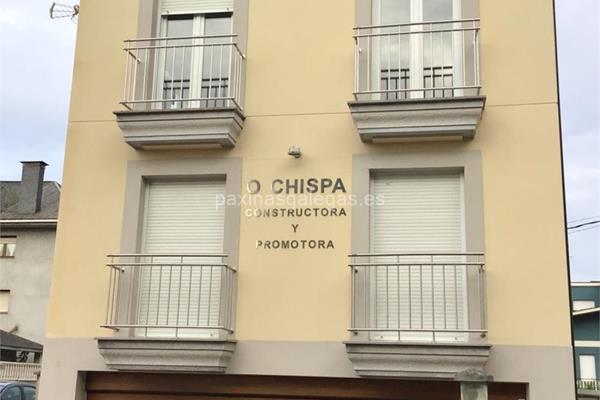 O CHISPA
paxinasgalegas.es
CONSTRUCTORA
Y
PROMOTORA